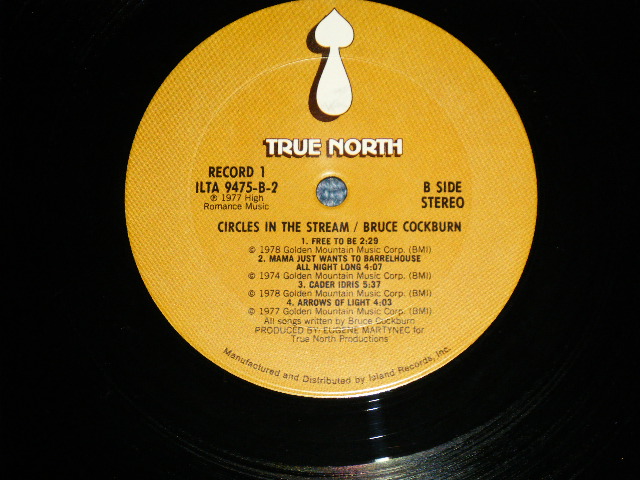 TRUE NORTH
RECORD 1
ILTA 9475-B-2
℗ 1977 High
Romance Music
B SIDE
STEREO
CIRCLES IN THE STREAM / BRUCE COCKBURN
1. FREE TO BE 2:29
© 1978 Golden Mountain Music Corp. (BMI)
2. MAMA JUST WANTS TO BARRELHOUSE
ALL NIGHT LONG 4:07
© 1974 Golden Mountain Music Corp. (BMI)
3. CADER IDRIS 5:37
© 1978 Golden Mountain Music Corp. (BMI)
4. ARROWS OF LIGHT 4:03
© 1977 Golden Mountain Music Corp. (BMI)
All songs written by Bruce Cockburn
PRODUCED BY: EUGENE MARTYNEC for
True North Productions
Manufactured and Distributed by Island Records, Inc.